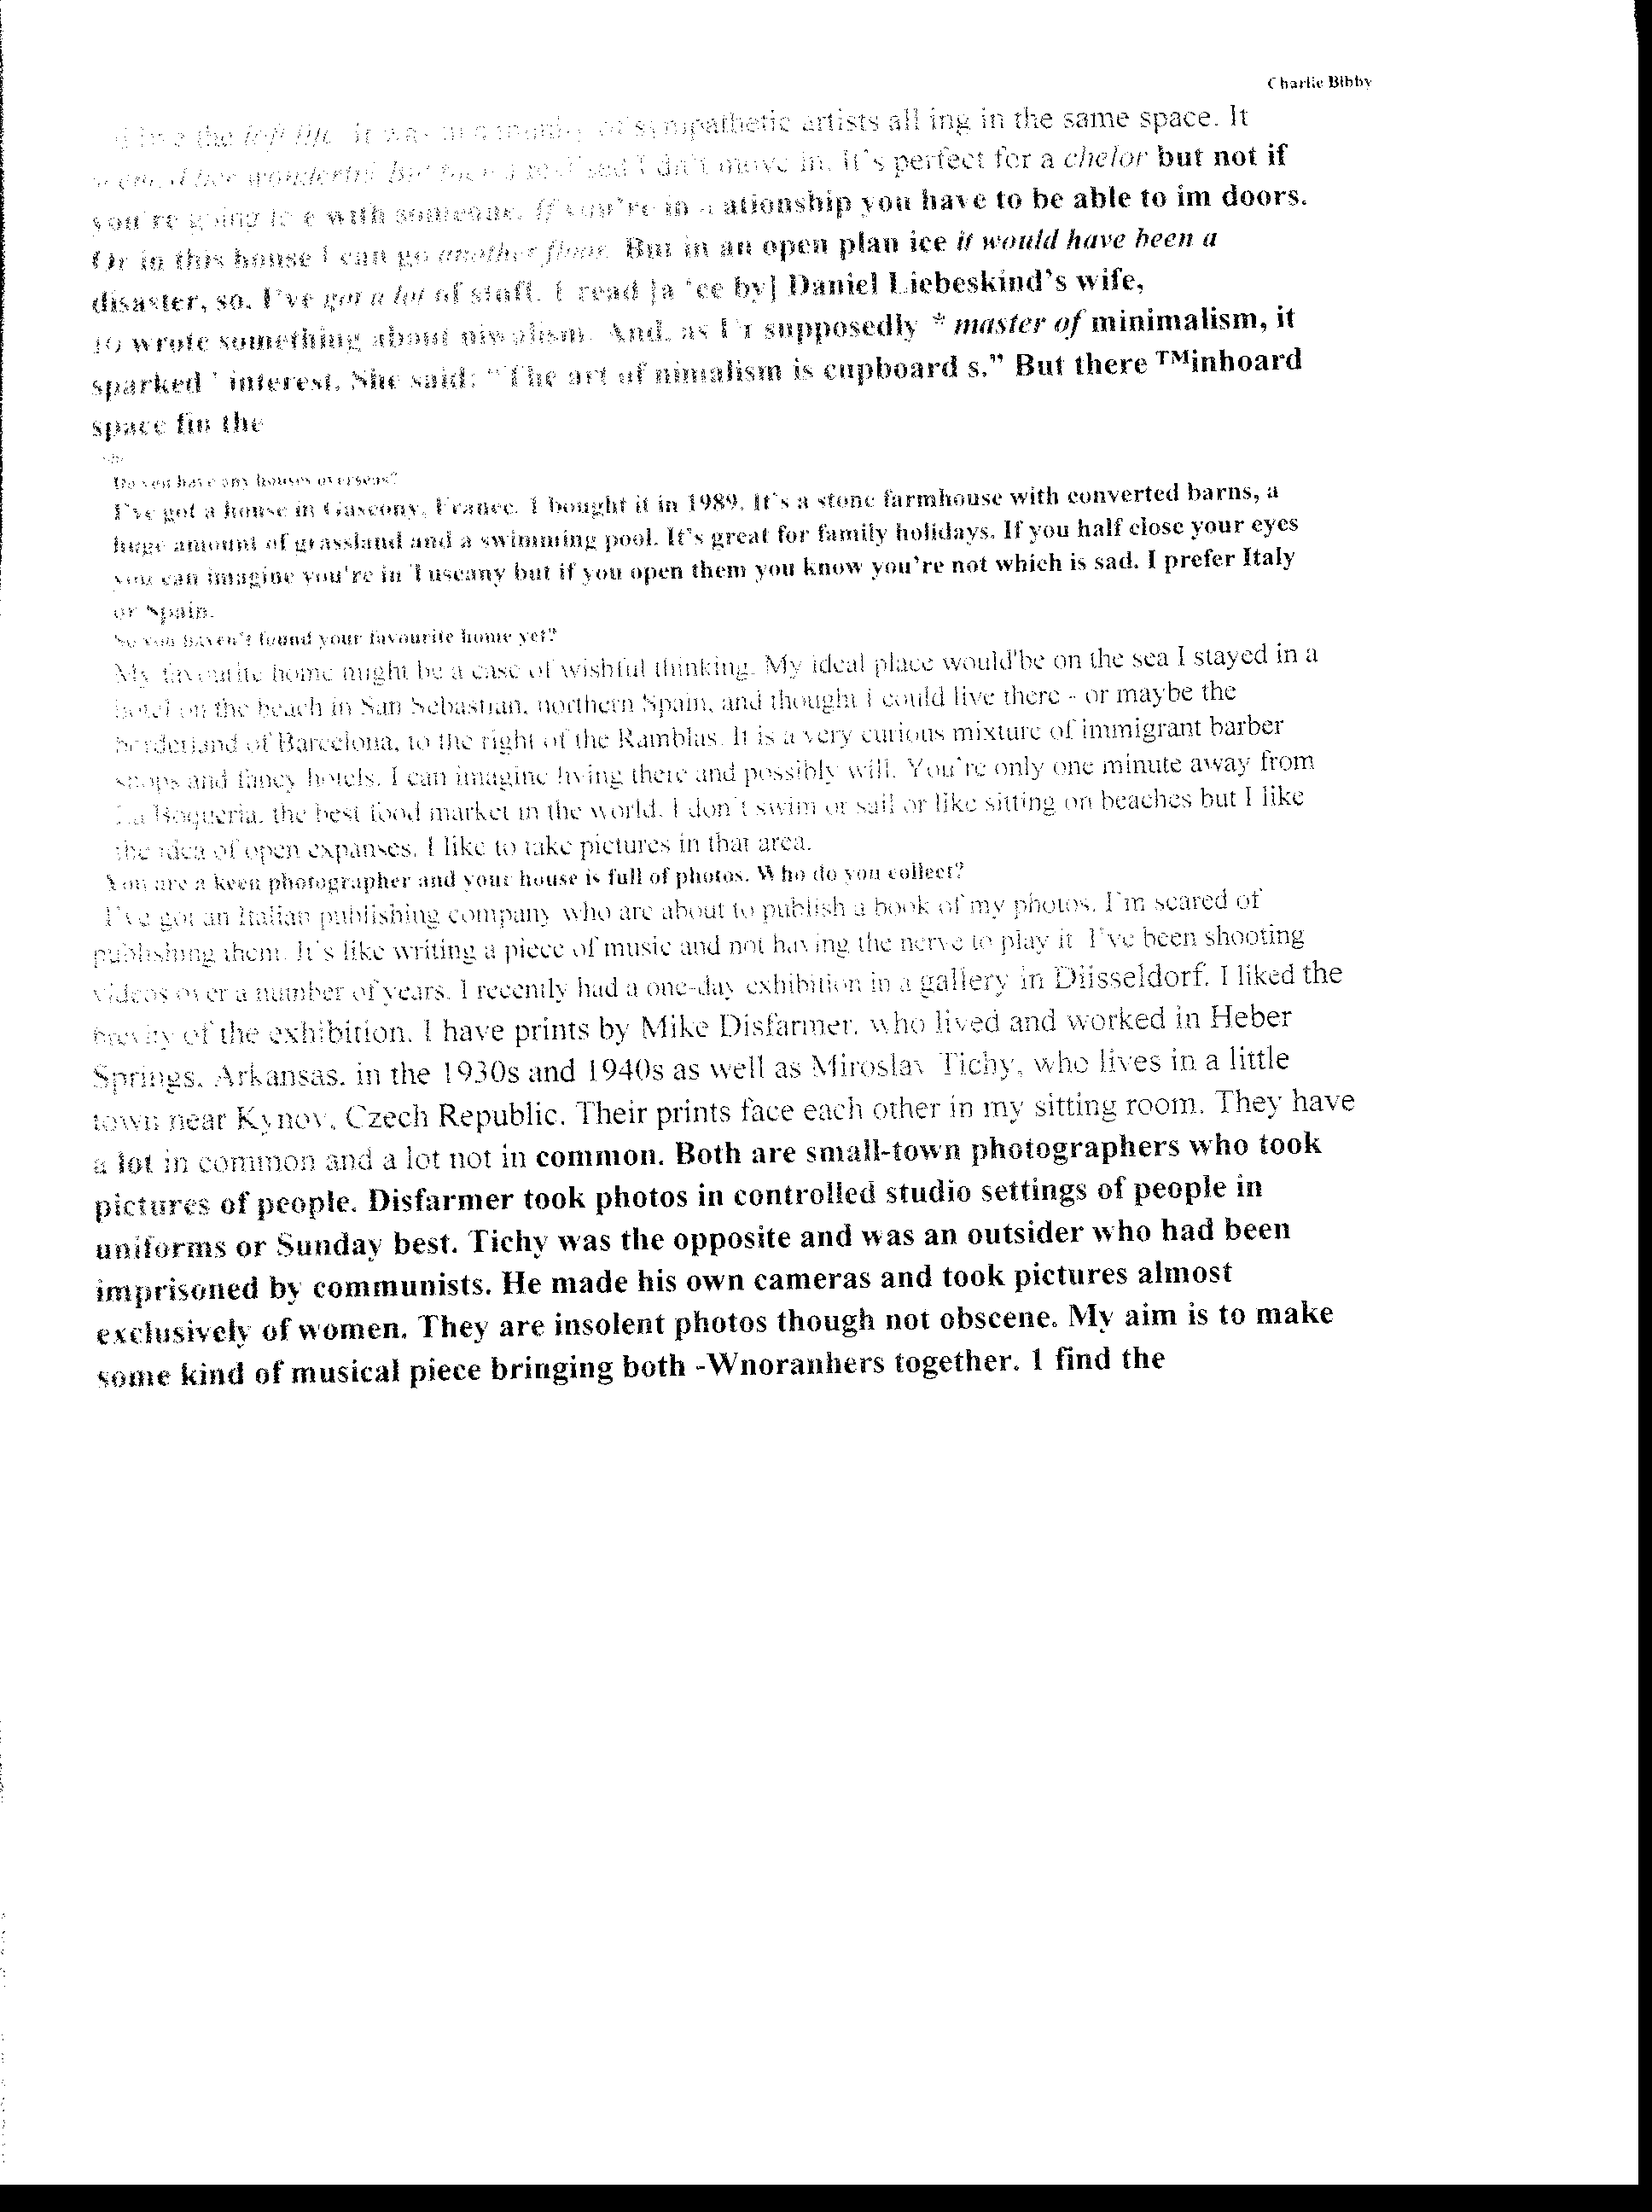 Charlie Bibby
the loft life. it was sympathetic artists all ing in the same space. It
wonderful But I dn't move in. It's perfect for a chelor but not if
you're going to e with someone. If you're in a ationship you have to be able to im doors.
in this house I can go another floor. But in an open plan ice it would have been a
disaster, so. I've got a lot of stuff. I read [a 'ce by] Daniel Liebeskind's wife,
wrote something about And, as I'r supposedly * master of minimalism, it
sparked ' interest. She said: "The art of nimalism is cupboard s." But there ™inhoard
space fin the
Do you have any houses overseas?
I've got a house in Gascony, France. I bought it in 1989. It's a stone farmhouse with converted barns, a
huge amount of grassland and a swimming pool. It's great for family holidays. If you half close your eyes
you can imagine you're in Tuscany but if you open them you know you're not which is sad. I prefer Italy
or Spain.
So you haven't found your favourite home yet?
My favourite home might be a case of wishful thinking. My ideal place would'be on the sea I stayed in a
hotel on the beach in San Sebastian, northern Spain, and thought I could live there - or maybe the
borderland of Barcelona, to the right of the Ramblas. It is a very curious mixture of immigrant barber
shops and fancy hotels. I can imagine living there and possibly will. You're only one minute away from
La Boqueria, the best food market in the world. I don't swim or sail or like sitting on beaches but I like
the idea of open expanses. I like to take pictures in that area.
You are a keen photographer and your house is full of photos. Who do you collect?
I've got an Italian publishing company who are about to publish a book of my photos. I'm scared of
publishing them. It's like writing a piece of music and not having the nerve to play it. I've been shooting
videos over a number of years. I recently had a one-day exhibition in a gallery in Diisseldorf. I liked the
brevity of the exhibition. I have prints by Mike Disfarmer, who lived and worked in Heber
Springs, Arkansas, in the 1930s and 1940s as well as Miroslav Tichy, who lives in a little
town near Kynov, Czech Republic. Their prints face each other in my sitting room. They have
a lot in common and a lot not in common. Both are small-town photographers who took
pictures of people. Disfarmer took photos in controlled studio settings of people in
uniforms or Sunday best. Tichy was the opposite and was an outsider who had been
imprisoned by communists. He made his own cameras and took pictures almost
exclusively of women. They are insolent photos though not obscene. My aim is to make
some kind of musical piece bringing both -Wnoranhers together. 1 find the